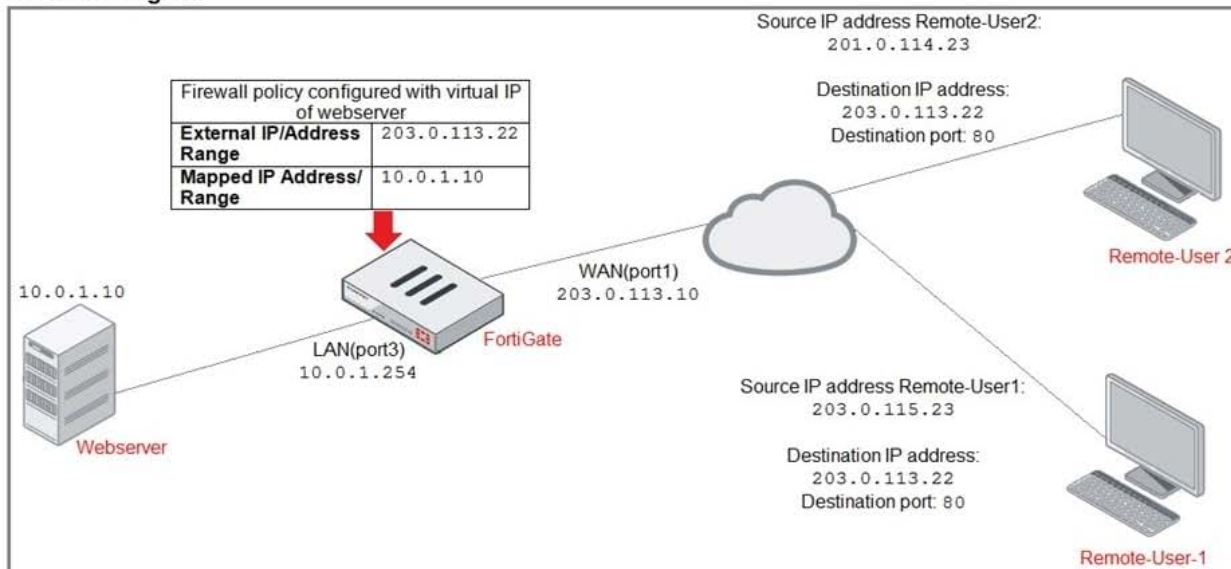 Source IP address Remote-User2:
201.0.114.23
Destination IP address:
203.0.113.22
Destination port: 80
Remote-User 2
Firewall policy configured with virtual IP
of webserver
External IP/Address
Range
203.0.113.22
Mapped IP Address/
Range
10.0.1.10
WAN(port1)
203.0.113.10
10.0.1.10
FortiGate
LAN(port3)
10.0.1.254
Webserver
Source IP address Remote-User1:
203.0.115.23
Destination IP address:
203.0.113.22
Destination port: 80
Remote-User-1